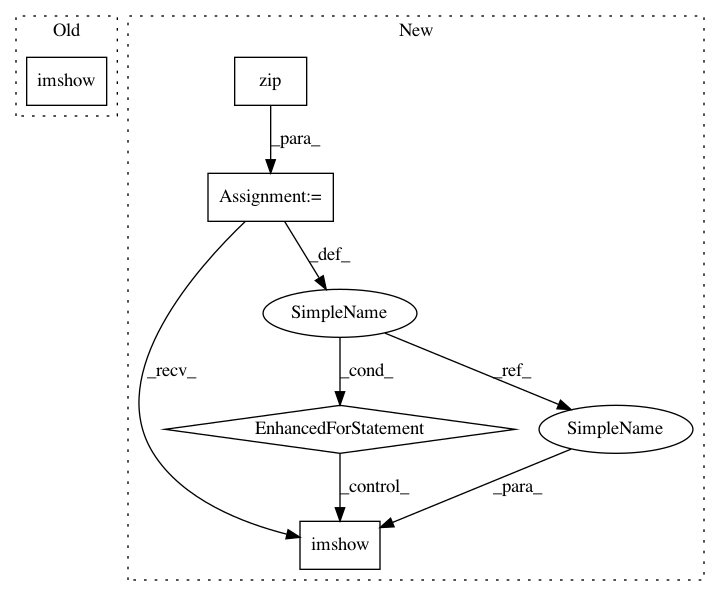 Old
New
imshow
zip
_para_
Assignment:=
_def_
SimpleName
_recv_
_cond_
_ref_
EnhancedForStatement
SimpleName
_control_
_para_
imshow